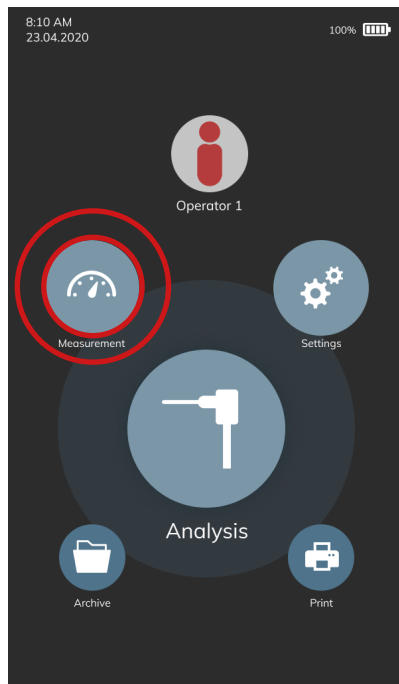 8:10 AM
23.04.2020
100%
Operator 1
Measurement
Settings
Analysis
Archive
Print